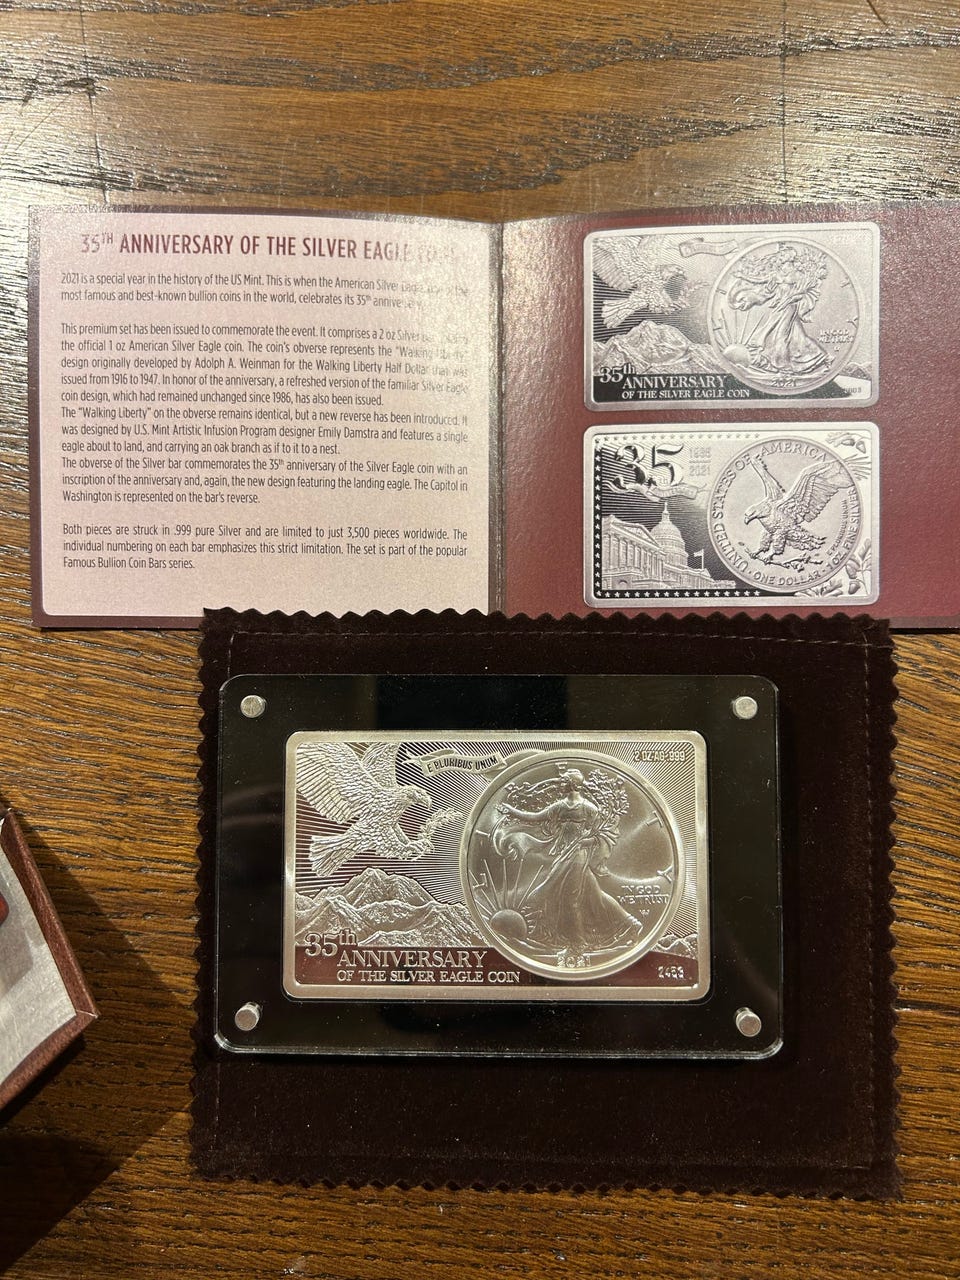 35TH ANNIVERSARY OF THE SILVER EAGLE
2021 is a special year in the history of the US Mint. This is when the American Silver the
most famous and best-known bullion coins in the world, celebrates its 35th
This premium set has been issued to commemorate the event. It comprises a 2 oz Silver
the official 1 oz American Silver Eagle coin. The coin's obverse represents the "Walking Liberty"
design originally developed by Adolph A. Weinman for the Walking Liberty Half Dollar that was
issued from 1916 to 1947. In honor of the anniversary, a refreshed version of the familiar Silver Eagle
coin design, which had remained unchanged since 1986, has also been issued.
The "Walking Liberty" on the obverse remains identical, but a new reverse has been introduced. It
was designed by U.S. Mint Artistic Infusion Program designer Emily Damstra and features a single
eagle about to land, and carrying an oak branch as if to it to a nest.
The obverse of the Silver bar commemorates the 35th anniversary of the Silver Eagle coin with an
inscription of the anniversary and, again, the new design featuring the landing eagle. The Capitol in
Washington is represented on the bar's reverse.
Both pieces are struck in .999 pure Silver and are limited to just 3,500 pieces worldwide. The
individual numbering on each bar emphasizes this strict limitation. The set is part of the popular
Famous Bullion Coin Bars series.
IN GOD
WE TRUST
2021
35th
ANNIVERSARY
OF THE SILVER EAGLE COIN
35
1986
2021
UNITED STATES OF AMERICA
1 OZ. FINE SILVER
ONE DOLLAR
E PLURIBUS UNUM
2 OZ AG 999
LIBERTY
IN GOD
WE TRUST
2021
35th
ANNIVERSARY
OF THE SILVER EAGLE COIN
2453